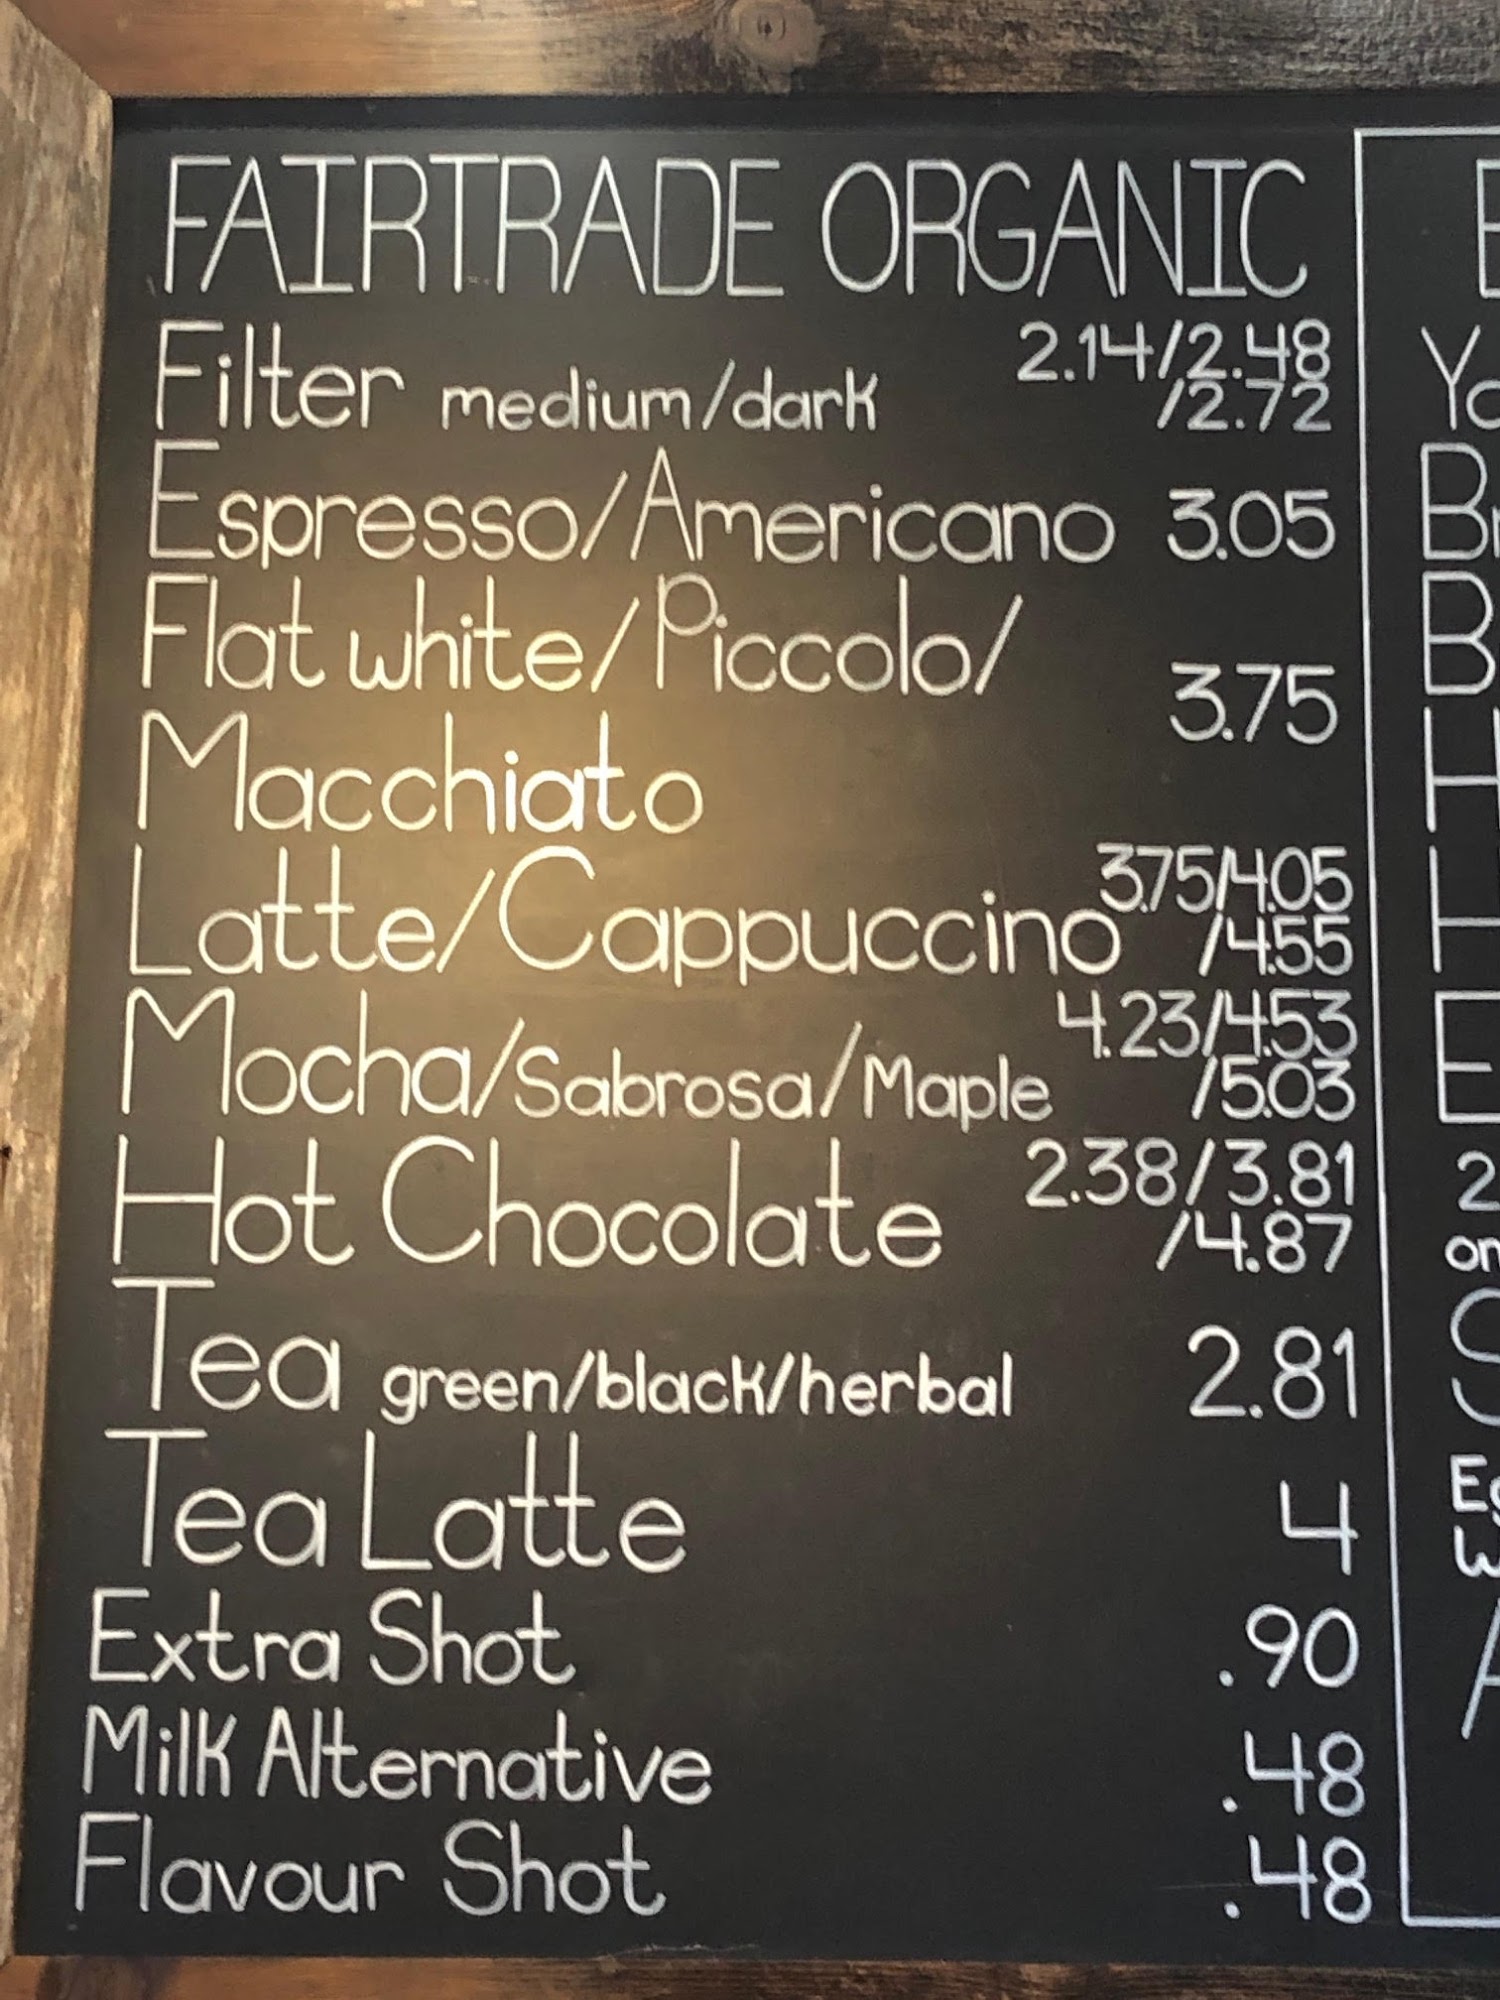 FAIRTRADE ORGANIC
Filter medium/dark 2.14/2.48
/2.72
Espresso/Americano 3.05
Flat white/Piccolo/
Macchiato 3.75
Latte/Cappuccino 3.75/4.05
/4.55
Mocha/Sabrosa/Maple 4.23/4.53
/5.03
Hot Chocolate 2.38/3.81
/4.87
Tea green/black/herbal 2.81
Tea Latte 4
Extra Shot .90
Milk Alternative .48
Flavour Shot .48